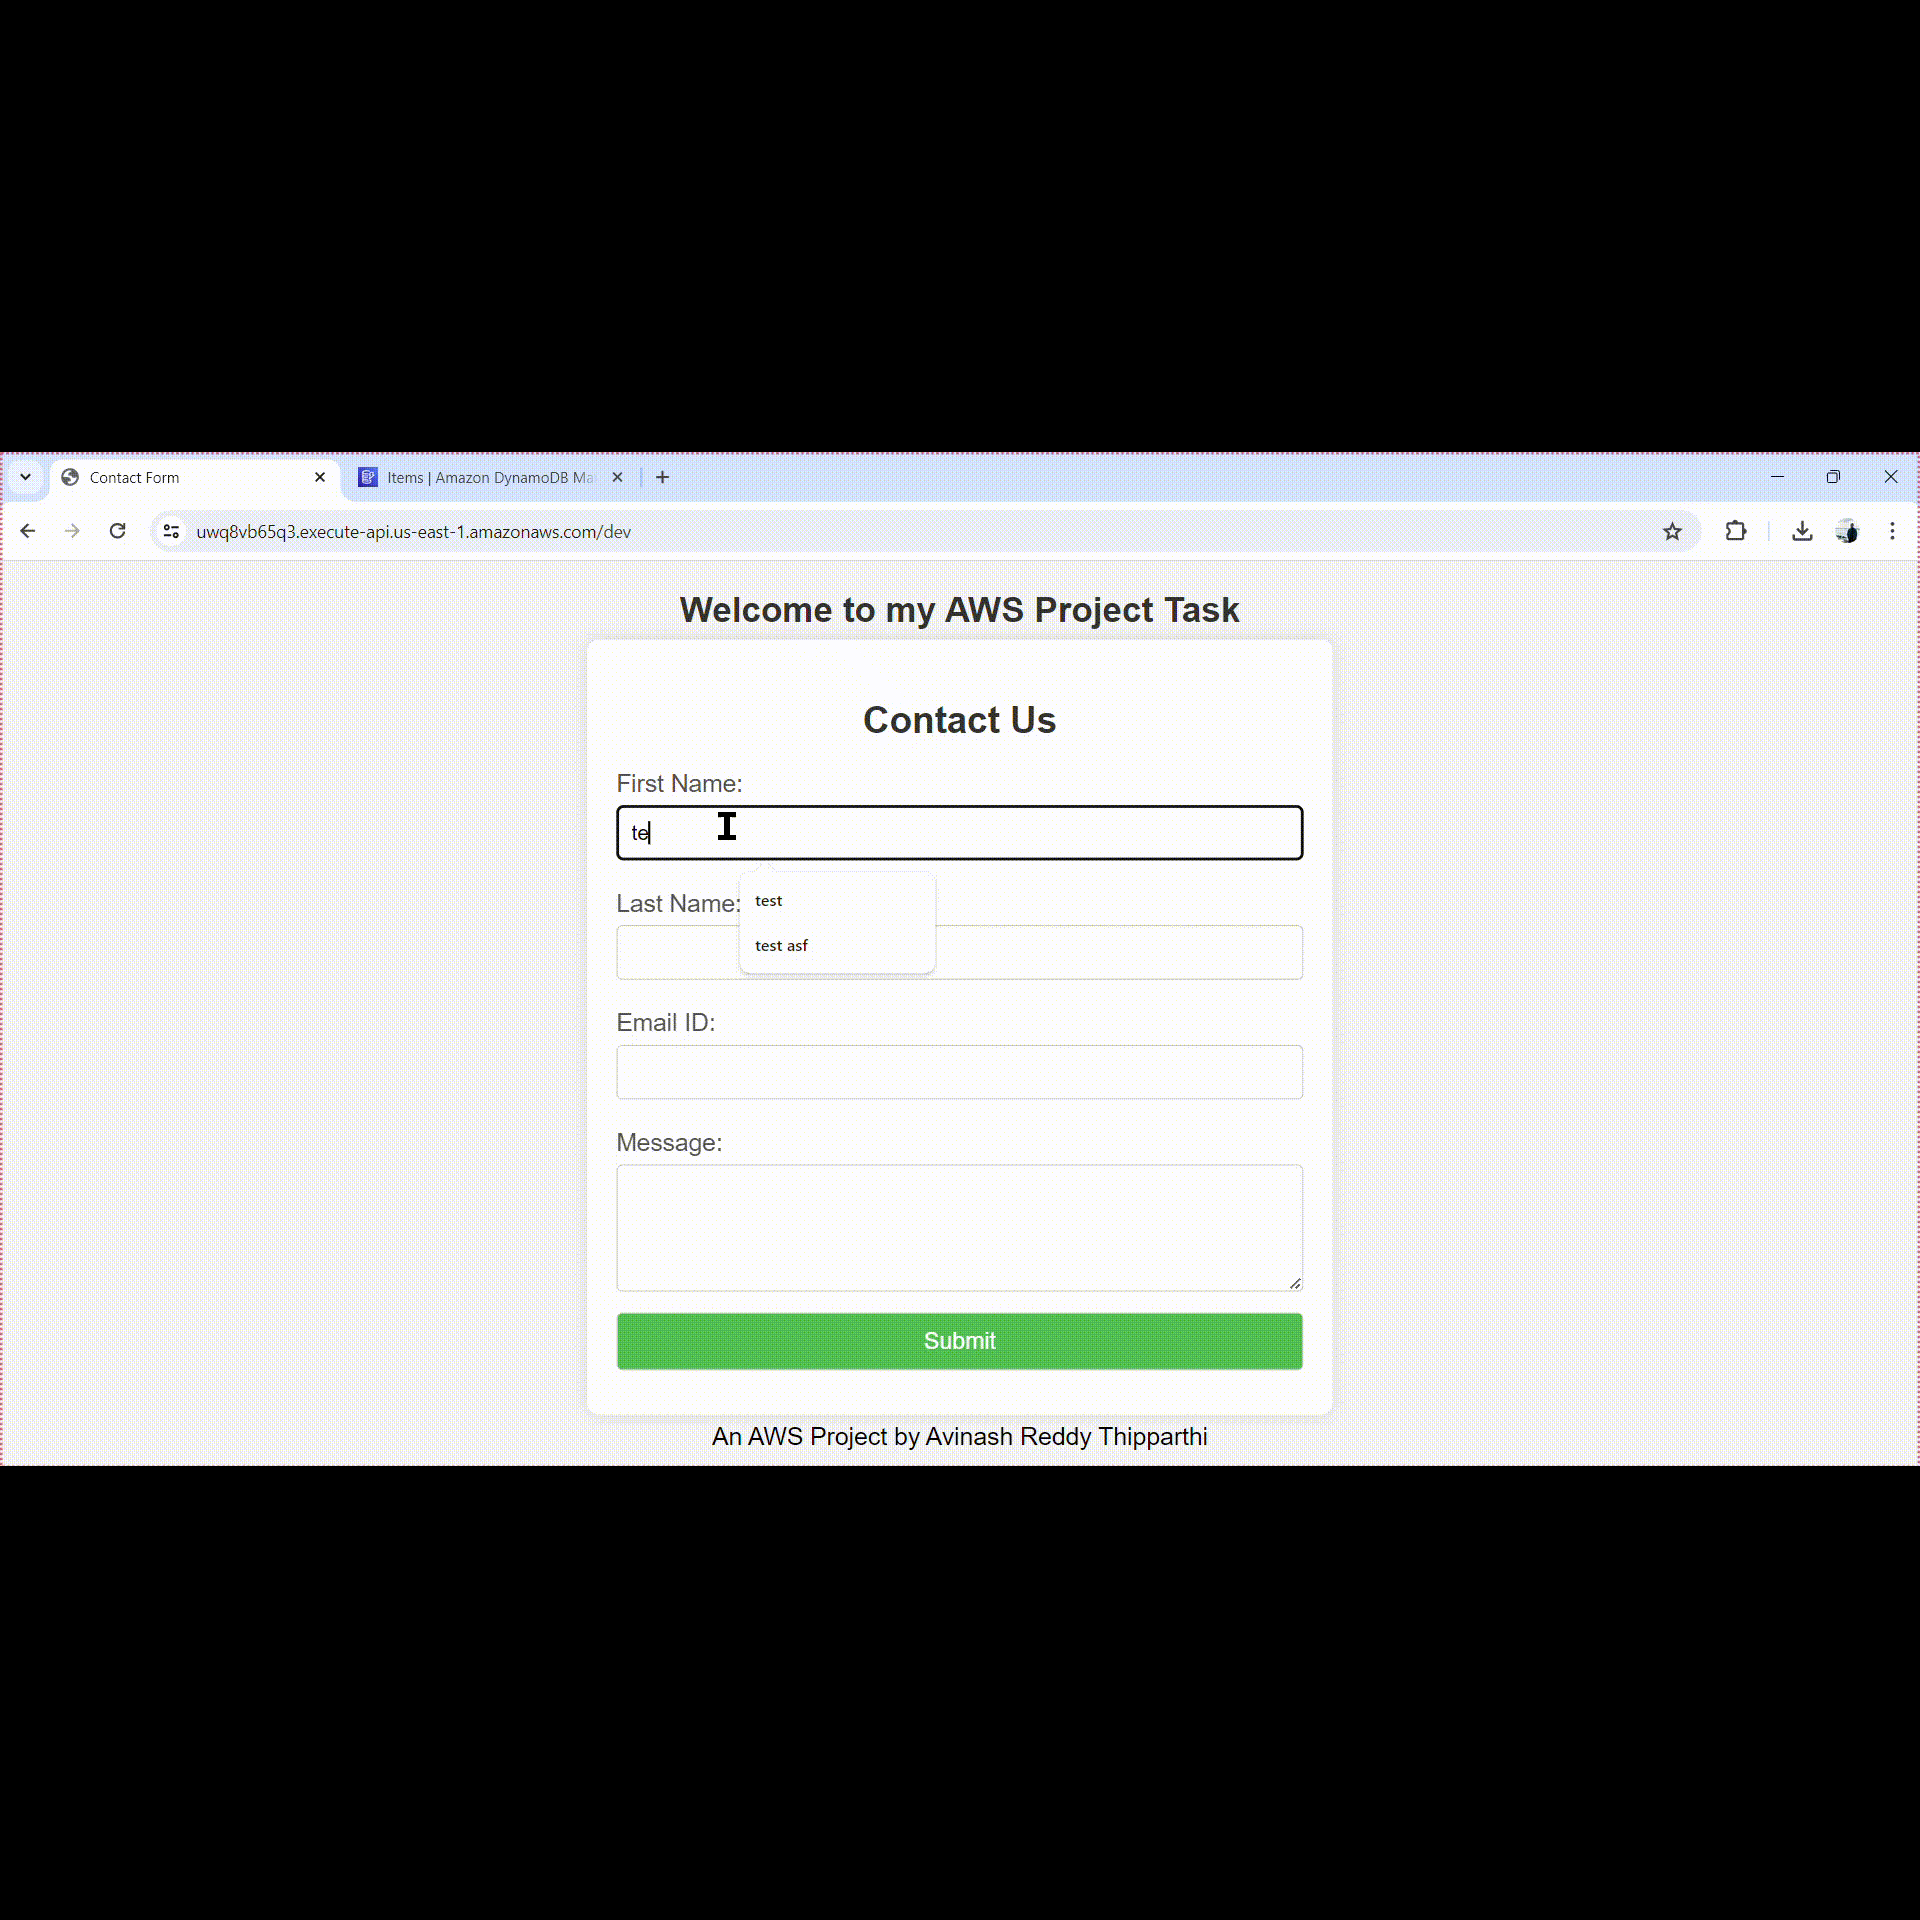 Contact Form
Items | Amazon DynamoDB Ma
uwq8vb65q3.execute-api.us-east-1.amazonaws.com/dev
Welcome to my AWS Project Task
Contact Us
First Name:
te
test
test asf
Last Name:
Email ID:
Message:
Submit
An AWS Project by Avinash Reddy Thipparthi